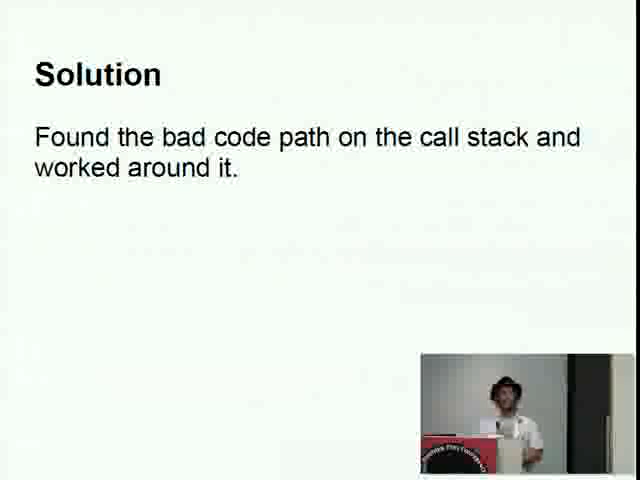 Solution
Found the bad code path on the call stack and
worked around it.